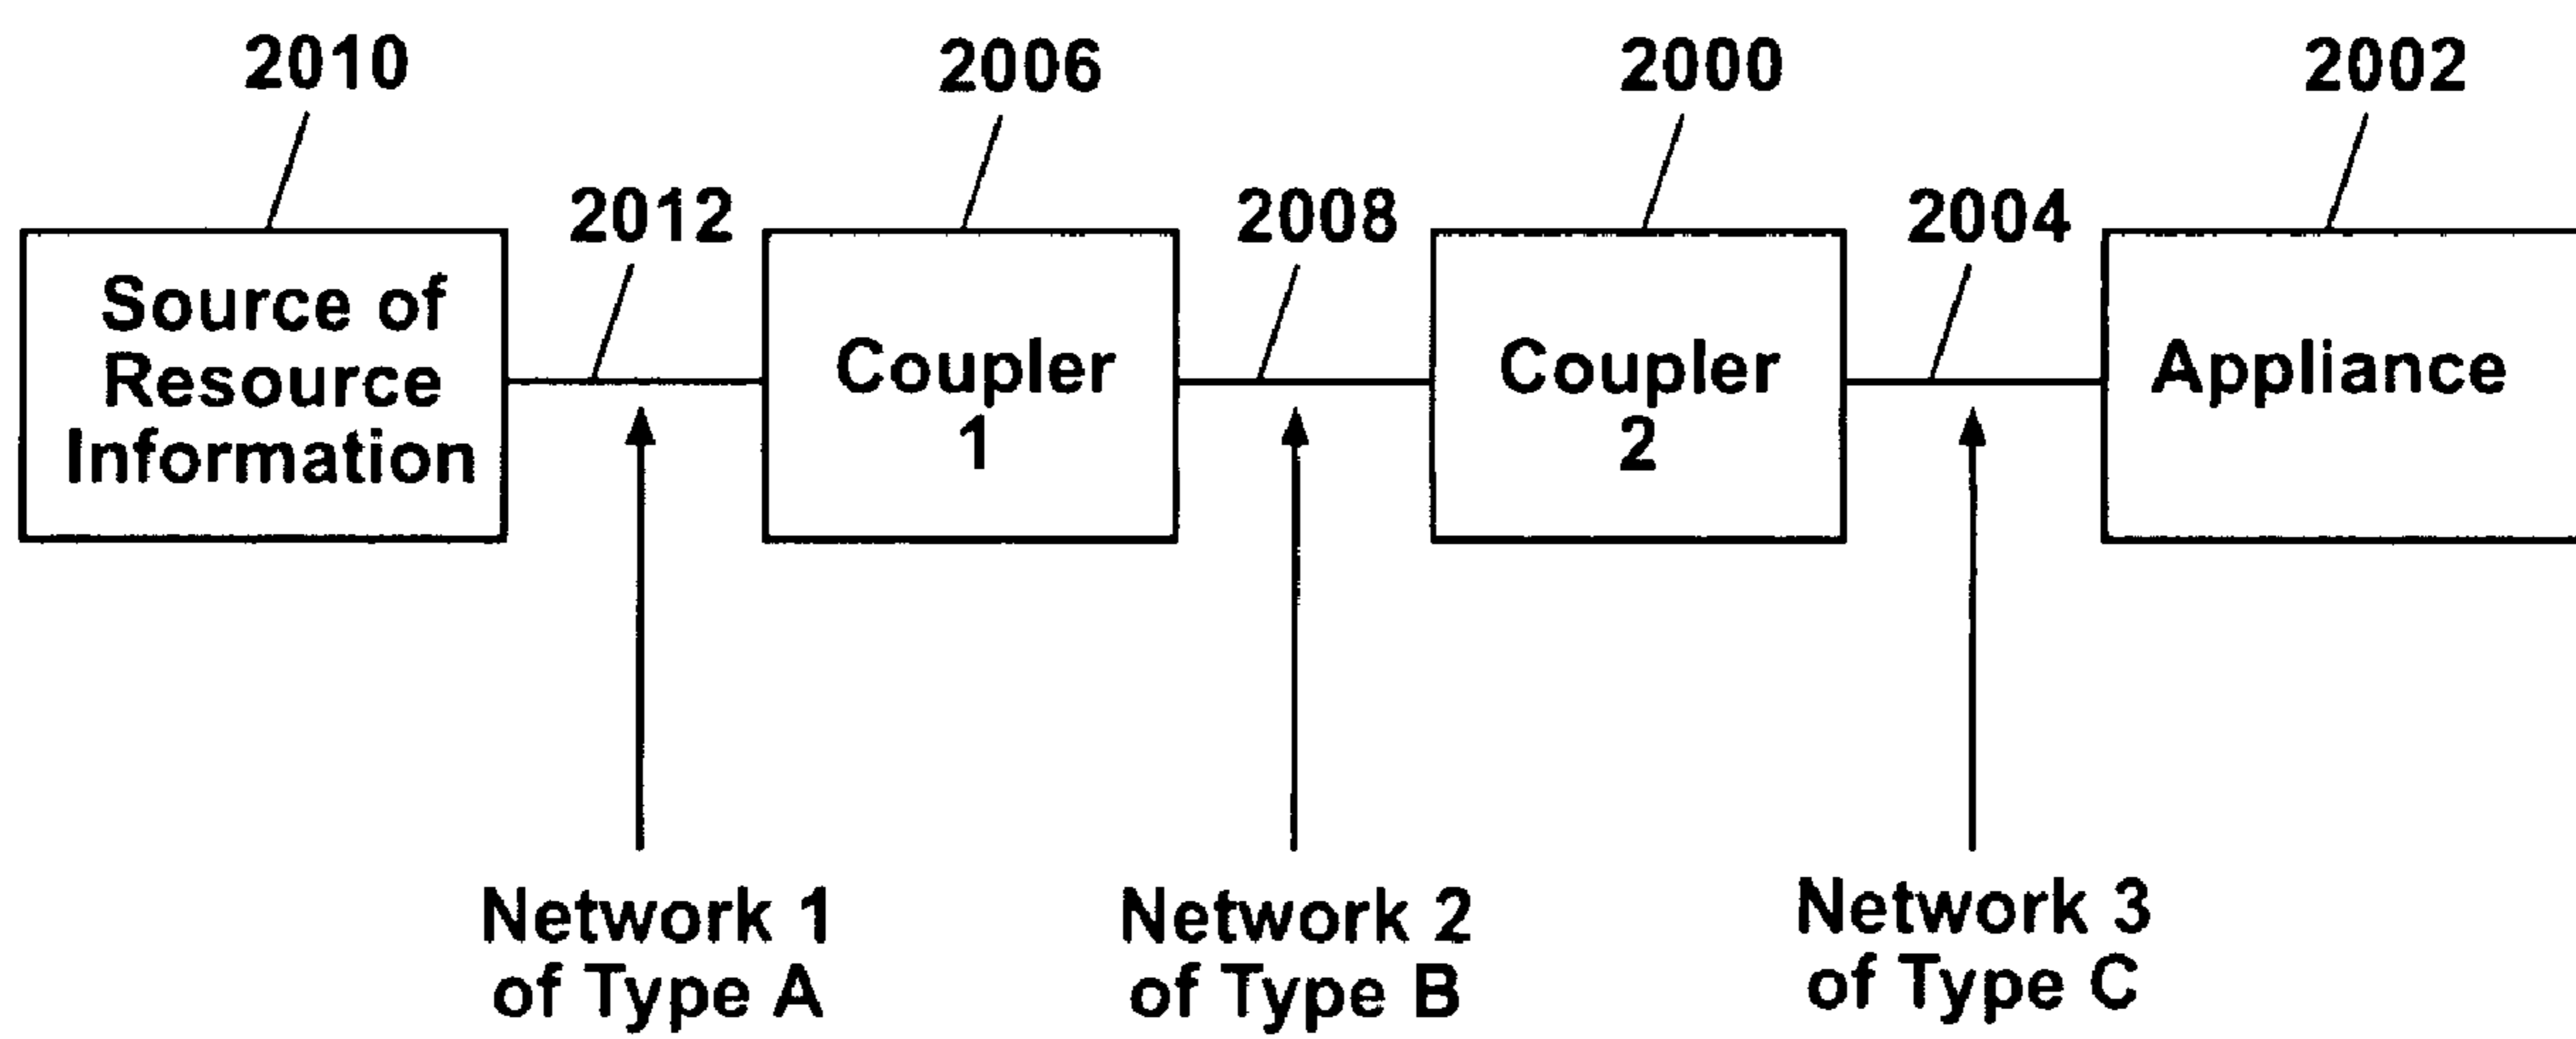 2010
2006
2000
2002
2012
2008
2004
Source of
Resource
Information
Coupler
1
Coupler
2
Appliance
Network 1
of Type A
Network 2
of Type B
Network 3
of Type C